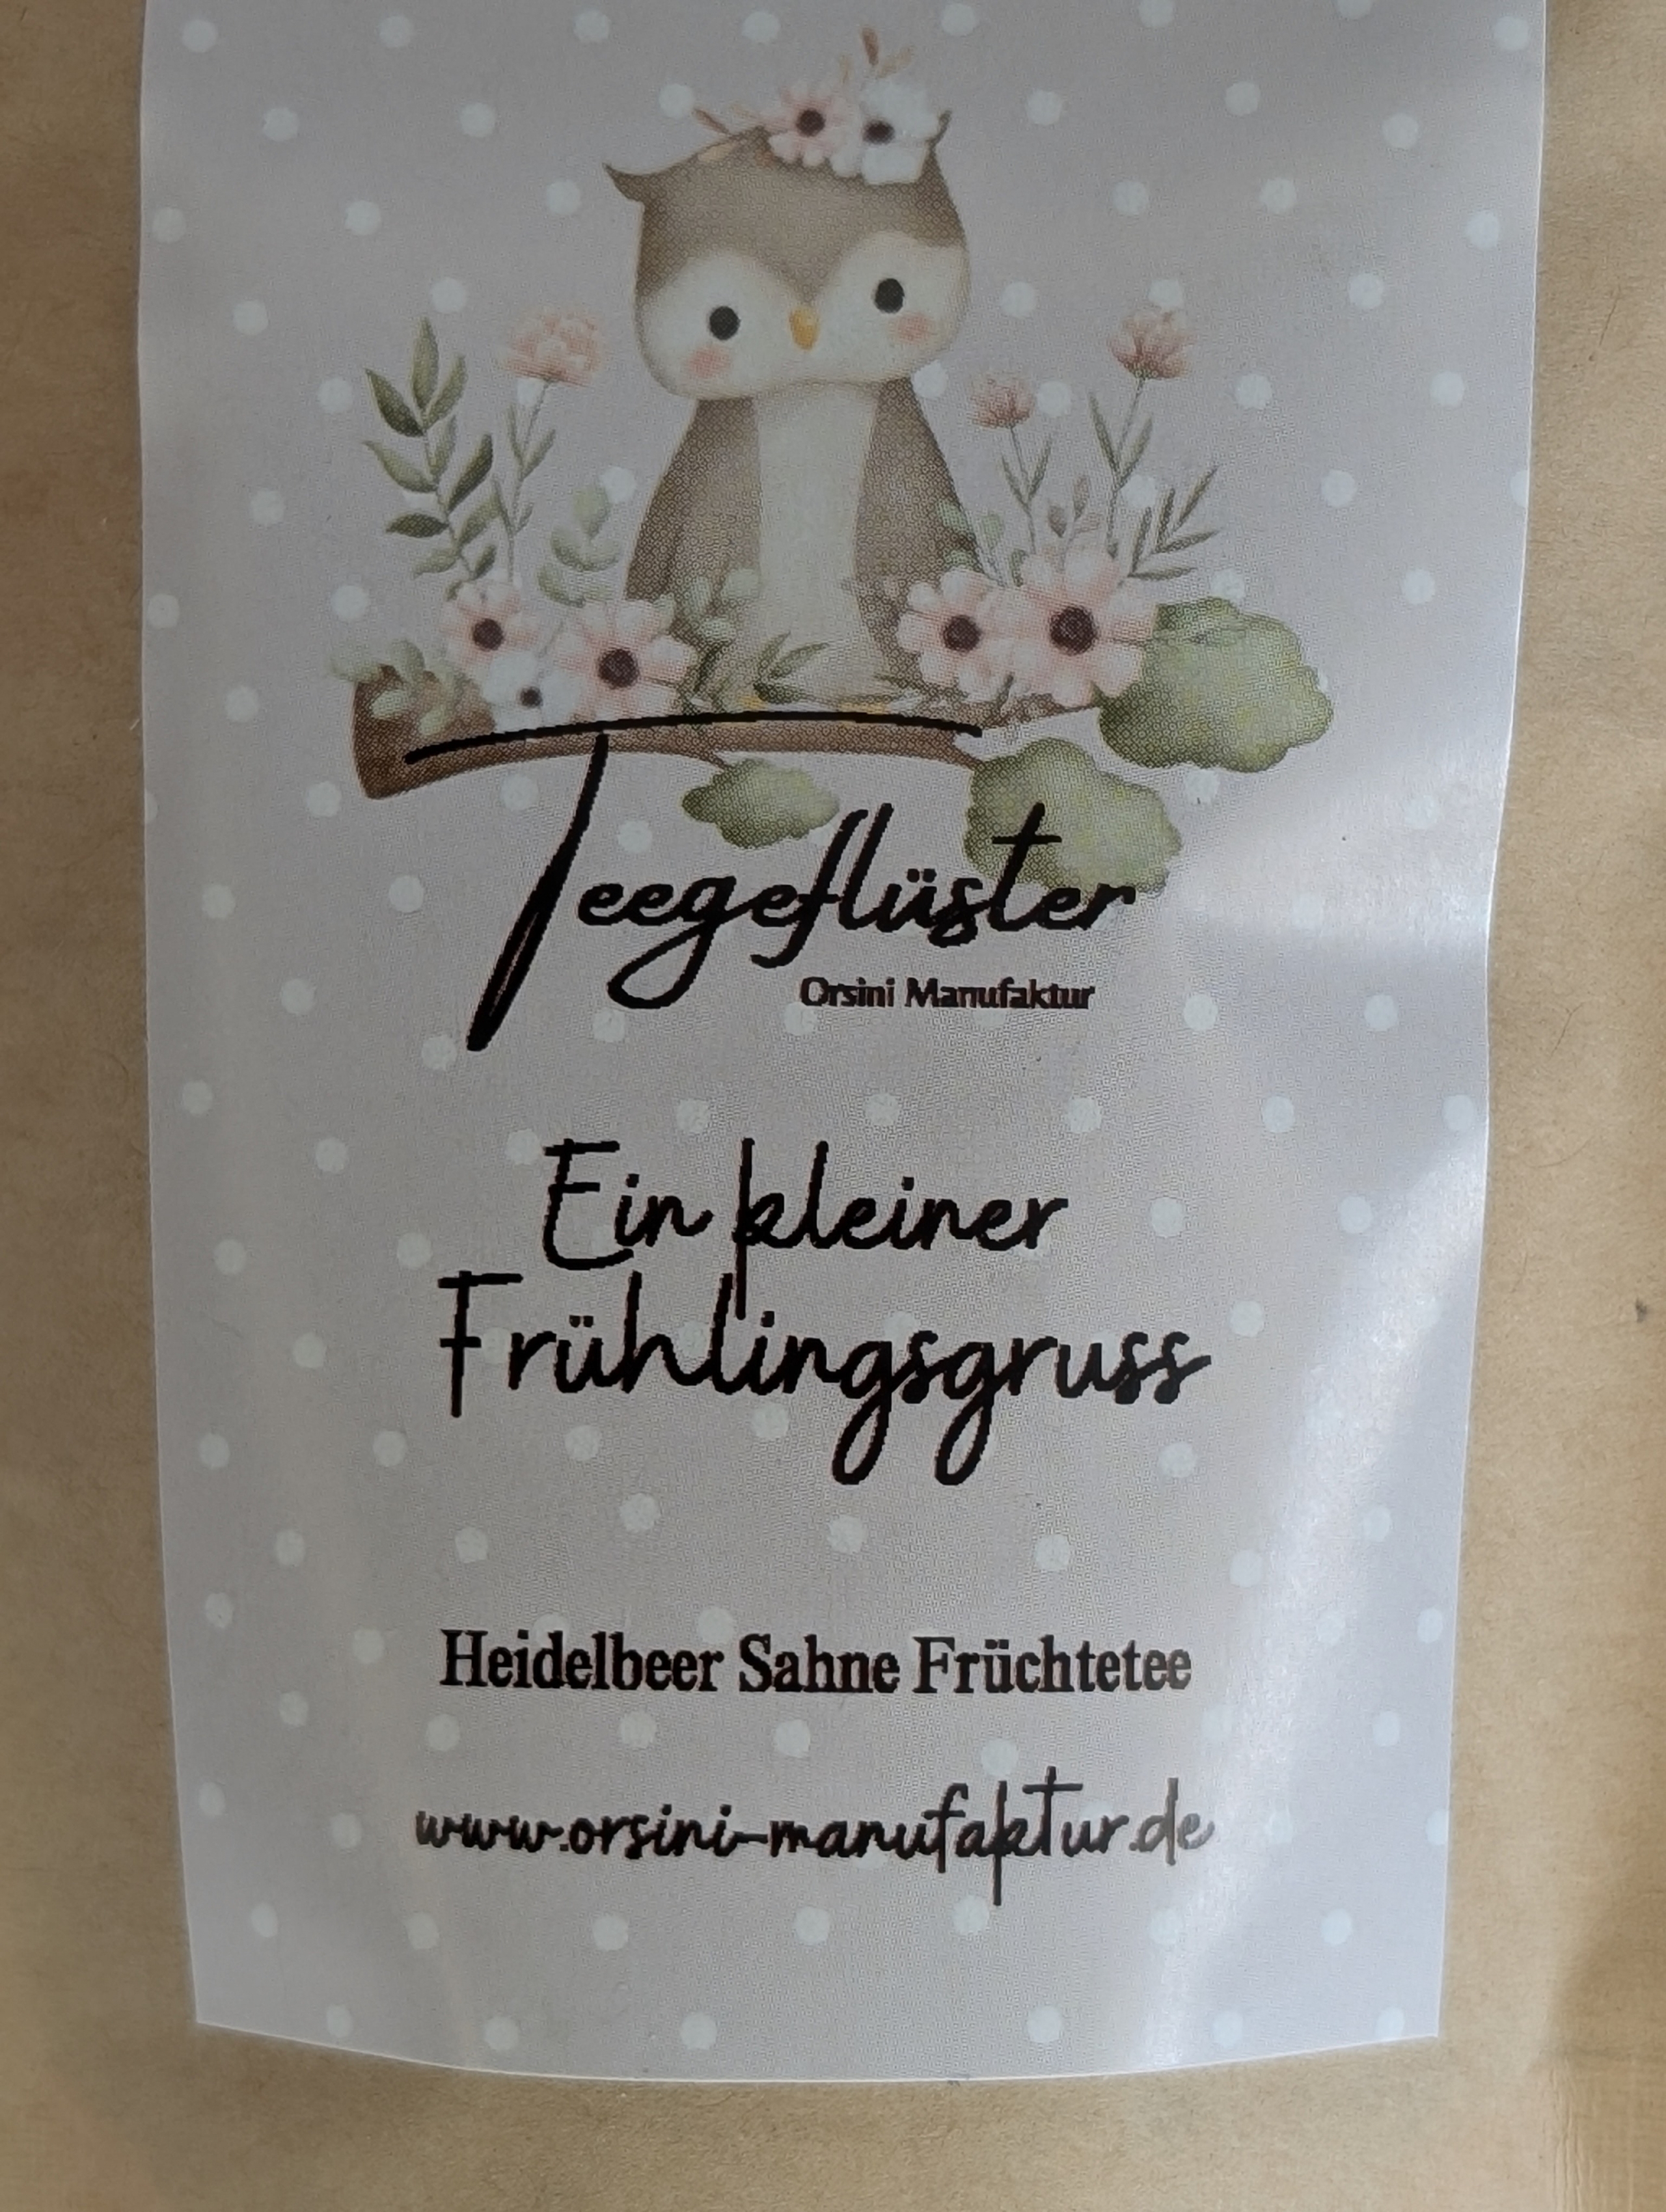 Teegeflüster
Orsini Manufaktur
Ein kleiner
Frühlingsgruss
Heidelbeer Sahne Früchtetee
www.orsini-manufaktur.de